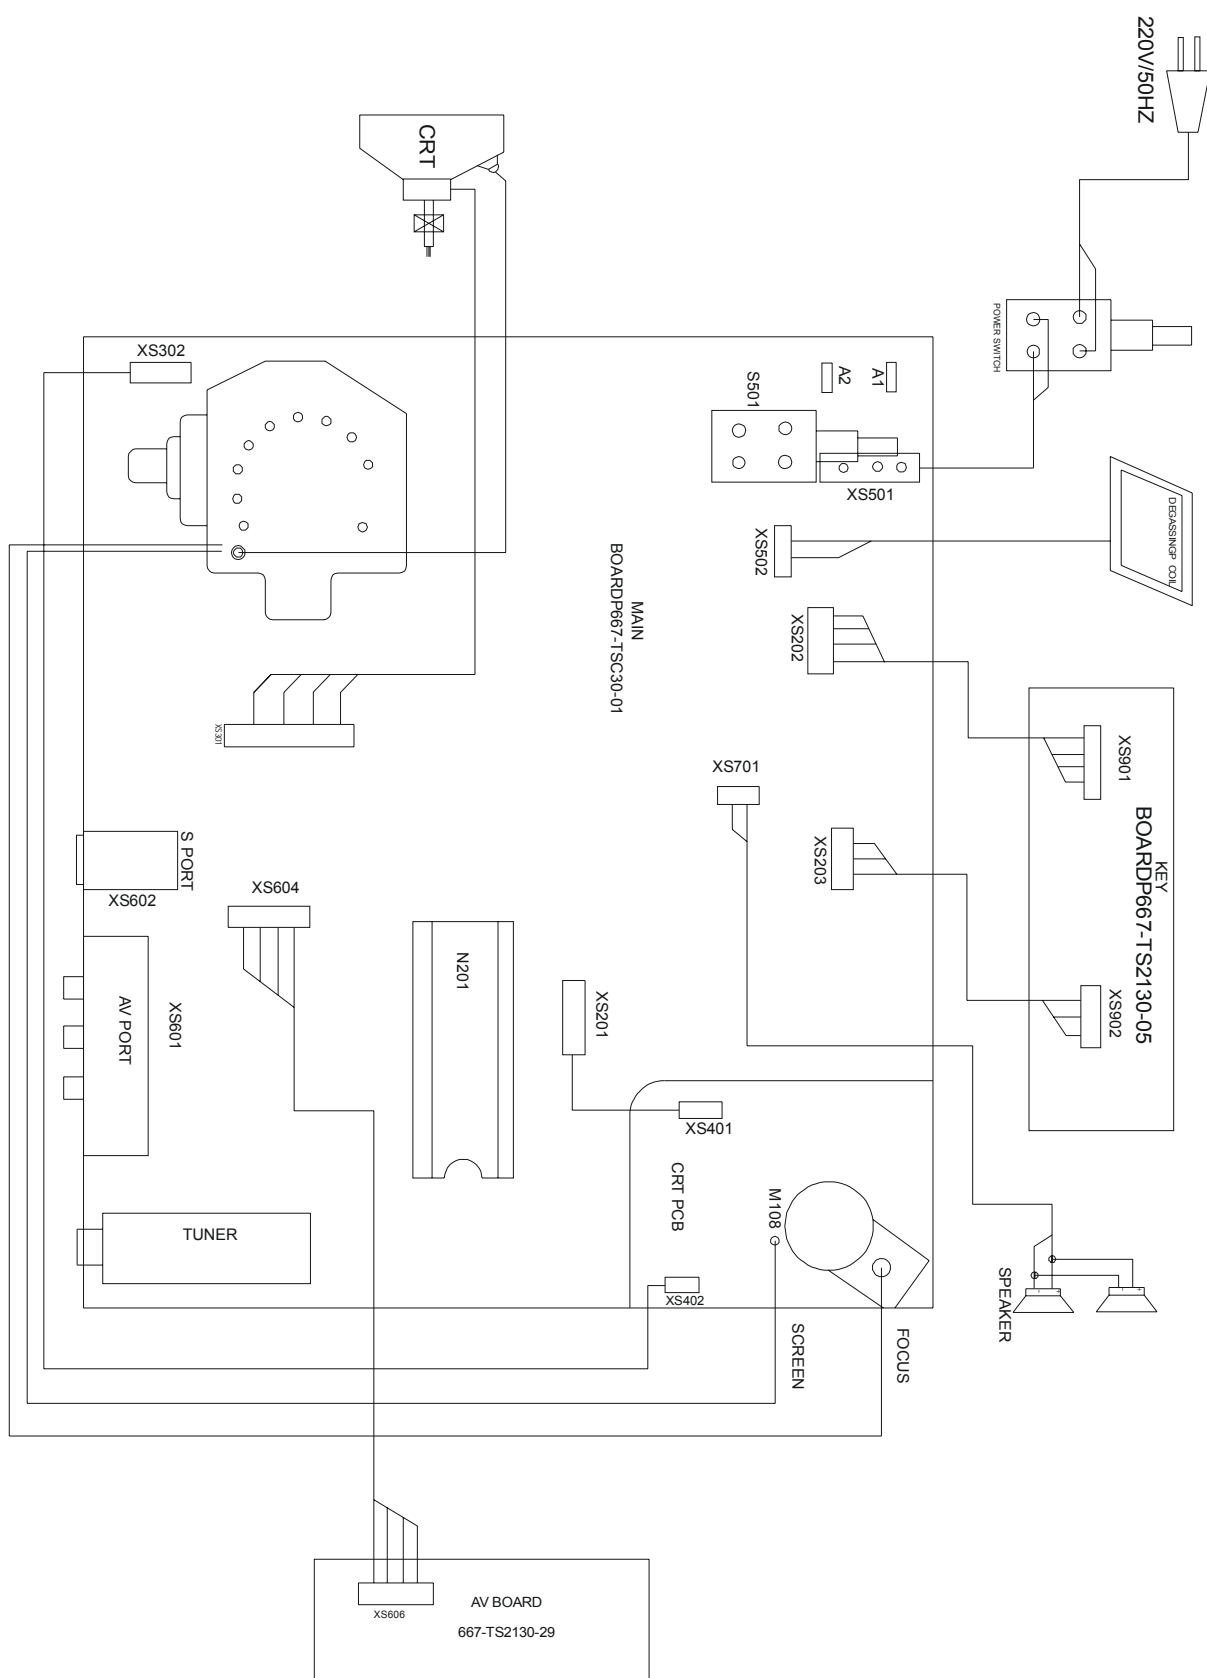 220V/50HZ
CRT
POWER SWITCH
XS302
S501
A2
A1
XS501
DEGASSINGP COIL
XS502
MAIN
BOARDP667-TSC30-01
XS202
XS301
XS901
XS701
KEY
BOARDP667-TS2130-05
S PORT
XS602
XS203
XS604
N201
XS601
AV PORT
XS201
XS902
XS401
CRT PCB
M108
TUNER
XS402
SPEAKER
SCREEN
FOCUS
XS606
AV BOARD
667-TS2130-29